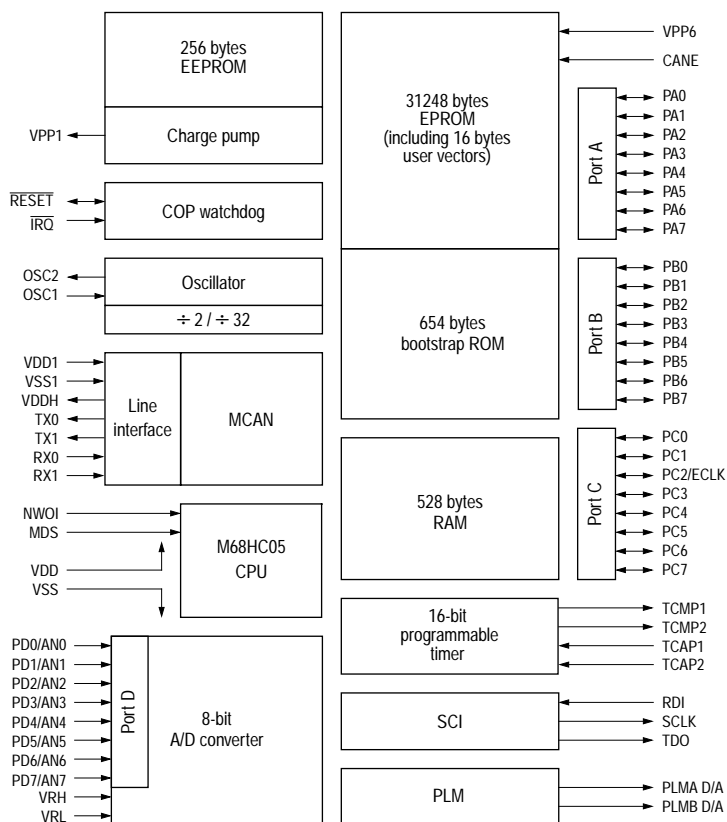 256 bytes
EEPROM
Charge pump
VPP1
RESET
IRQ
COP watchdog
OSC2
OSC1
Oscillator
÷ 2 / ÷ 32
VDD1
VSS1
VDDH
TX0
TX1
RX0
RX1
Line
interface
MCAN
NWOI
MDS
VDD
VSS
M68HC05
CPU
PD0/AN0
PD1/AN1
PD2/AN2
PD3/AN3
PD4/AN4
PD5/AN5
PD6/AN6
PD7/AN7
VRH
VRL
Port D
8-bit
A/D converter
31248 bytes
EPROM
(including 16 bytes
user vectors)
654 bytes
bootstrap ROM
528 bytes
RAM
16-bit
programmable
timer
SCI
PLM
VPP6
CANE
Port A
PA0
PA1
PA2
PA3
PA4
PA5
PA6
PA7
Port B
PB0
PB1
PB2
PB3
PB4
PB5
PB6
PB7
Port C
PC0
PC1
PC2/ECLK
PC3
PC4
PC5
PC6
PC7
TCMP1
TCMP2
TCAP1
TCAP2
RDI
SCLK
TDO
PLMA D/A
PLMB D/A